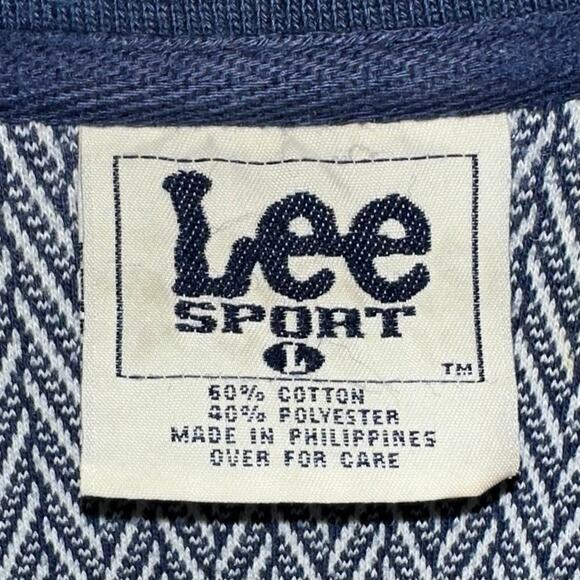 Lee
SPORT
L
TM
60% COTTON
40% POLYESTER
MADE IN PHILIPPINES
OVER FOR CARE